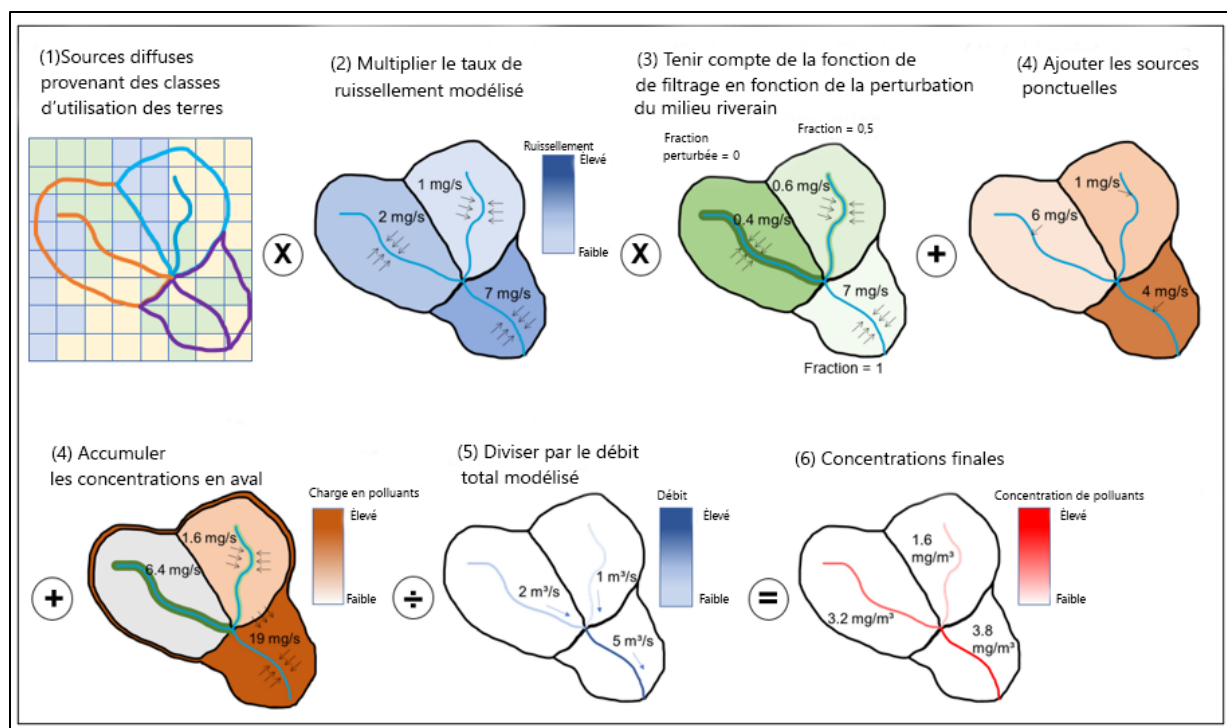 (1)Sources diffuses
provenant des classes
d’utilisation des terres
(2) Multiplier le taux de
ruissellement modélisé
Ruissellement
Élevé
Faible
1 mg/s
2 mg/s
7 mg/s
X
(3) Tenir compte de la fonction de
de filtrage en fonction de la perturbation
du milieu riverain
Fraction
perturbée = 0
Fraction = 0,5
0.6 mg/s
0.4 mg/s
7 mg/s
Fraction = 1
X
(4) Ajouter les sources
ponctuelles
1 mg/s
6 mg/s
4 mg/s
+
(4) Accumuler
les concentrations en aval
Charge en polluants
Élevé
Faible
1.6 mg/s
6.4 mg/s
19 mg/s
+
(5) Diviser par le débit
total modélisé
Débit
Élevé
Faible
1 m³/s
2 m³/s
5 m³/s
÷
(6) Concentrations finales
Concentration de polluants
Élevé
Faible
1.6
mg/m³
3.2 mg/m³
3.8
mg/m³
=